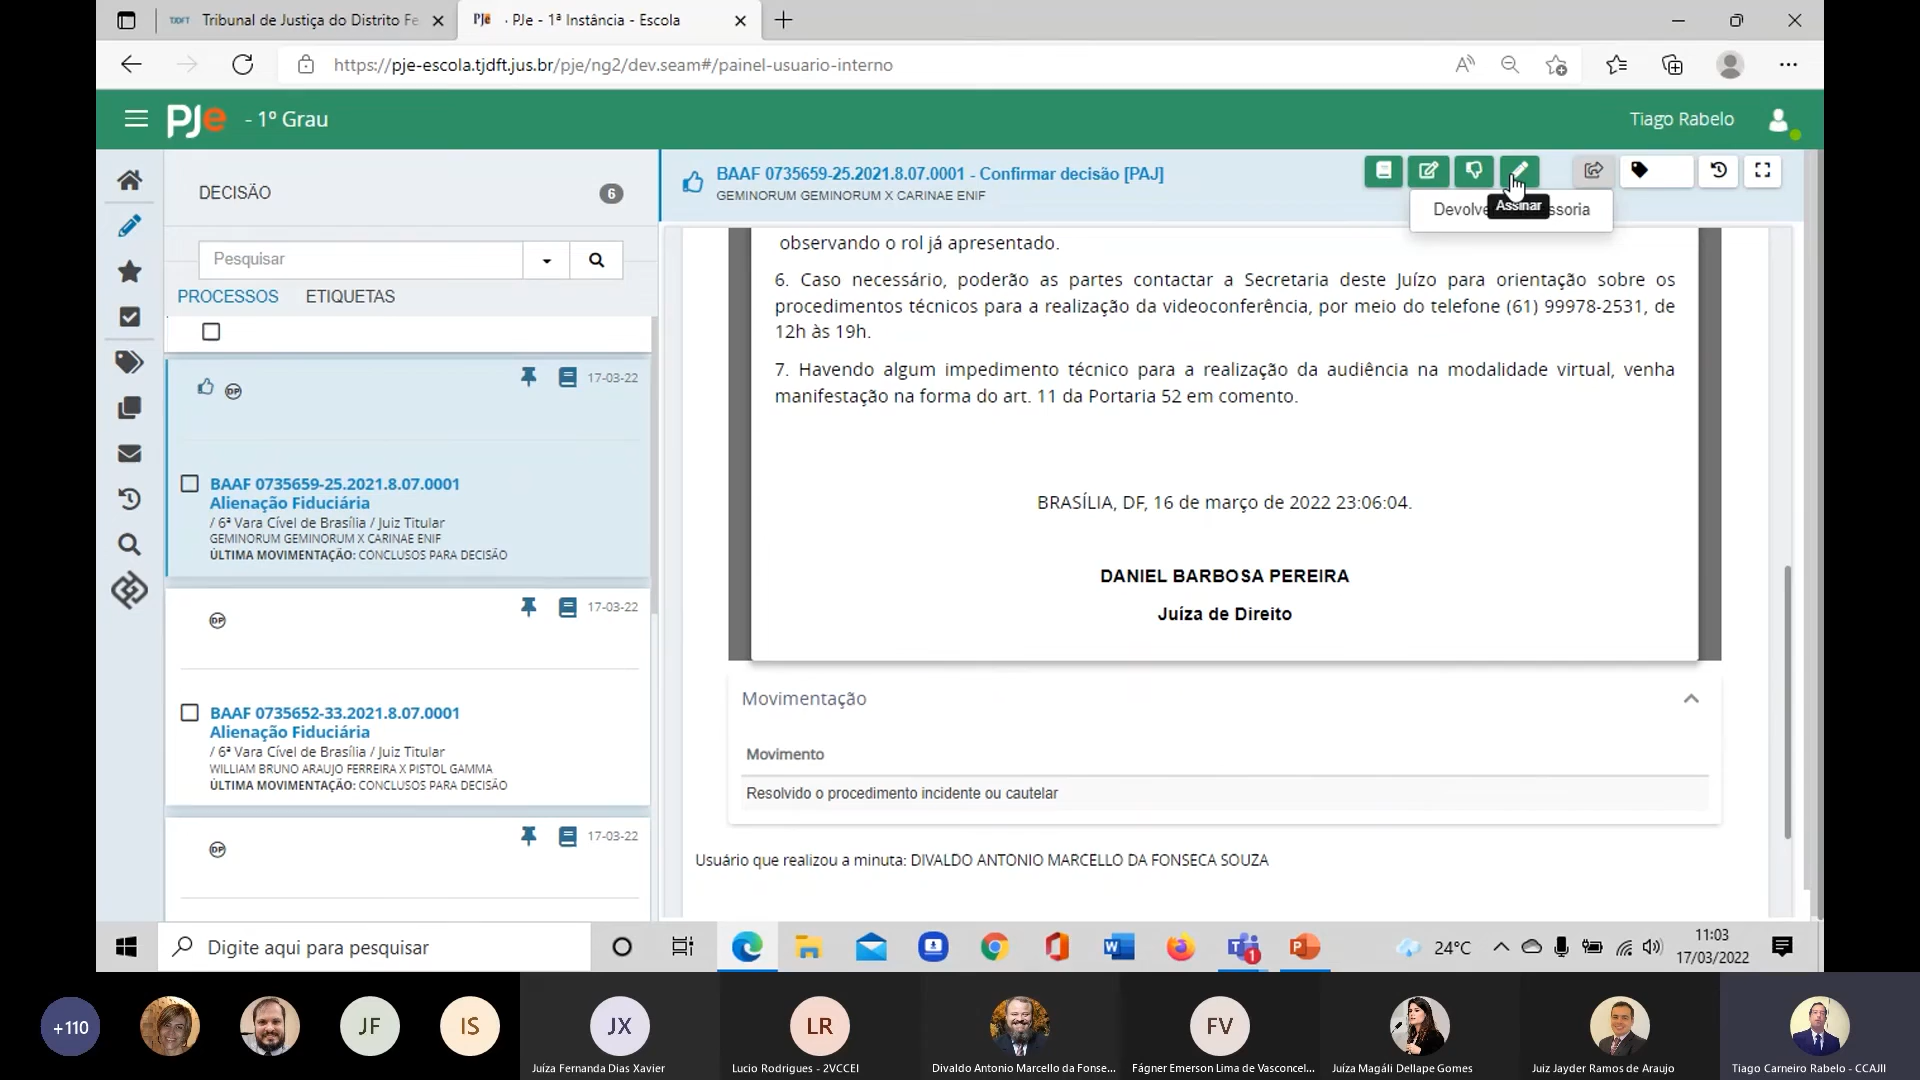 TJDFT Tribunal de Justiça do Distrito Fe
PJe · PJe - 1ª Instância - Escola
https://pje-escola.tjdft.jus.br/pje/ng2/dev.seam#/painel-usuario-interno
PJe - 1º Grau
Tiago Rabelo
DECISÃO
6
Pesquisar
PROCESSOS ETIQUETAS
17-03-22
DP
BAAF 0735659-25.2021.8.07.0001
Alienação Fiduciária
/ 6ª Vara Cível de Brasília / Juiz Titular
GEMINORUM GEMINORUM X CARINAE ENIF
ÚLTIMA MOVIMENTAÇÃO: CONCLUSOS PARA DECISÃO
17-03-22
DP
BAAF 0735652-33.2021.8.07.0001
Alienação Fiduciária
/ 6ª Vara Cível de Brasília / Juiz Titular
WILLIAM BRUNO ARAUJO FERREIRA X PISTOL GAMMA
ÚLTIMA MOVIMENTAÇÃO: CONCLUSOS PARA DECISÃO
17-03-22
DP
BAAF 0735659-25.2021.8.07.0001 - Confirmar decisão [PAJ]
GEMINORUM GEMINORUM X CARINAE ENIF
Assinar
observando o rol já apresentado.
6. Caso necessário, poderão as partes contactar a Secretaria deste Juízo para orientação sobre os
procedimentos técnicos para a realização da videoconferência, por meio do telefone (61) 99978-2531, de
12h às 19h.
7. Havendo algum impedimento técnico para a realização da audiência na modalidade virtual, venha
manifestação na forma do art. 11 da Portaria 52 em comento.
BRASÍLIA, DF, 16 de março de 2022 23:06:04.
DANIEL BARBOSA PEREIRA
Juíza de Direito
Movimentação
Movimento
Resolvido o procedimento incidente ou cautelar
Usuário que realizou a minuta: DIVALDO ANTONIO MARCELLO DA FONSECA SOUZA
Digite aqui para pesquisar
1
24°C
11:03
17/03/2022
+110
JF
IS
JX
LR
FV
Juíza Fernanda Dias Xavier
Lucio Rodrigues - 2VCCEI
Divaldo Antonio Marcello da Fonse...
Fágner Emerson Lima de Vasconcel...
Juíza Magáli Dellape Gomes
Juiz Jayder Ramos de Araujo
Tiago Carneiro Rabelo - CCAJII